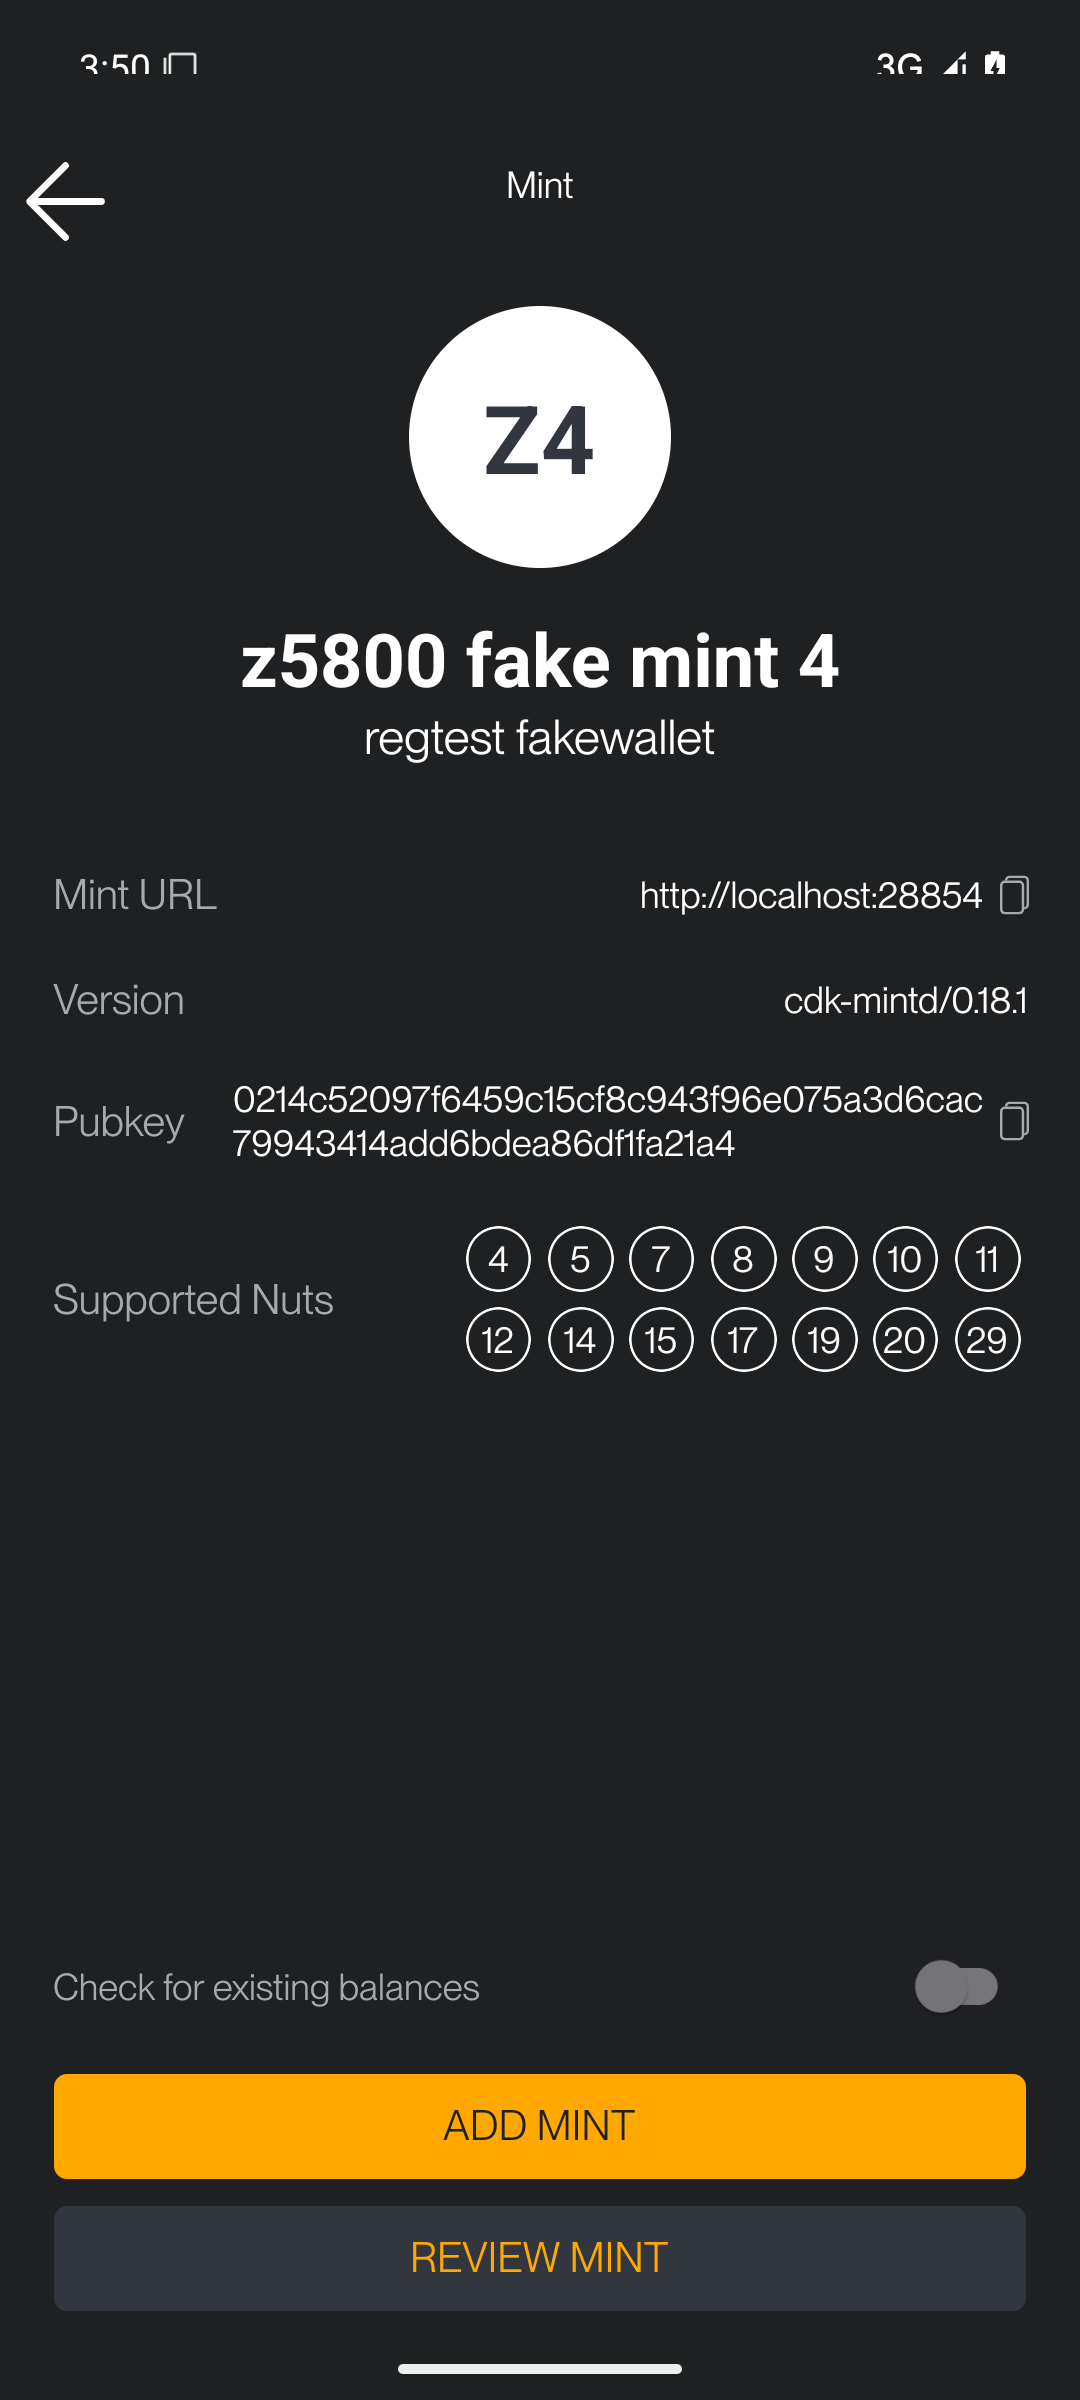 3:50 3G
Mint
Z4
z5800 fake mint 4
regtest fakewallet
Mint URL http://localhost:28854
Version cdk-mintd/0.18.1
Pubkey 0214c52097f6459c15cf8c943f96e075a3d6cac
79943414add6bdea86df1fa21a4
Supported Nuts
4 5 7 8 9 10 11
12 14 15 17 19 20 29
Check for existing balances
ADD MINT
REVIEW MINT